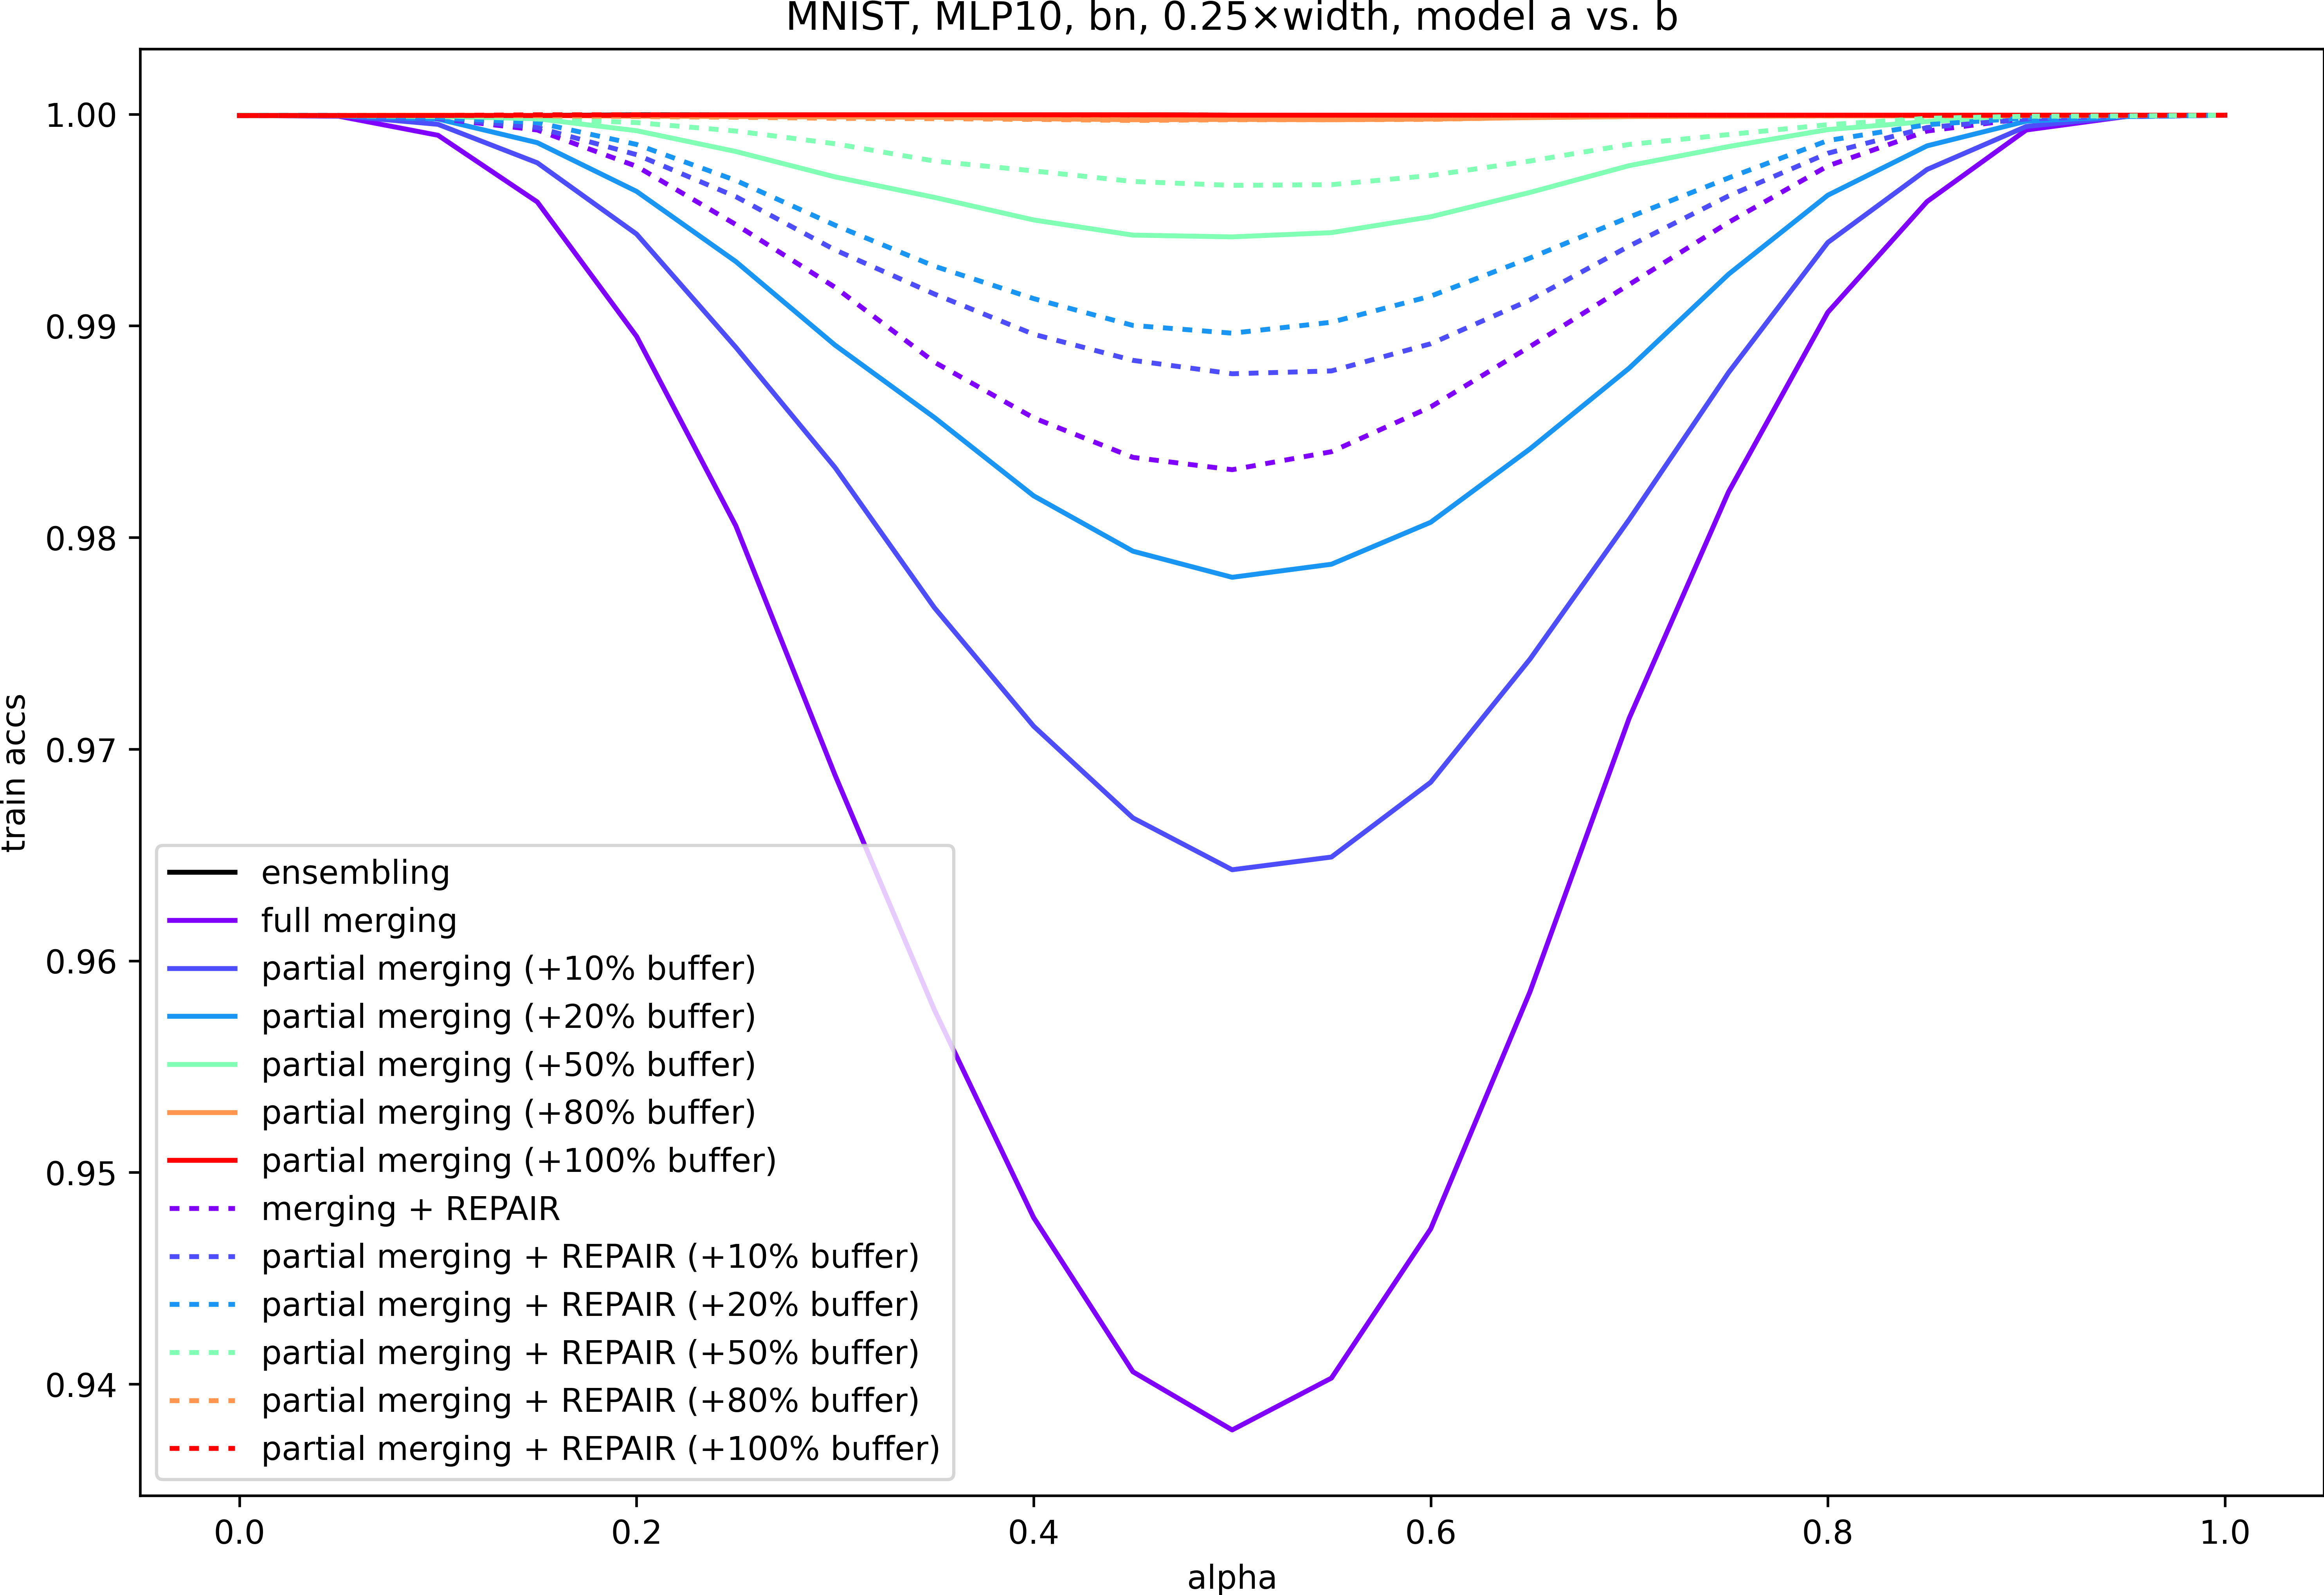 MNIST, MLP10, bn, 0.25×width, model a vs. b
1.00
0.99
0.98
0.97
0.96
0.95
0.94
train accs
ensembling
full merging
partial merging (+10% buffer)
partial merging (+20% buffer)
partial merging (+50% buffer)
partial merging (+80% buffer)
partial merging (+100% buffer)
merging + REPAIR
partial merging + REPAIR (+10% buffer)
partial merging + REPAIR (+20% buffer)
partial merging + REPAIR (+50% buffer)
partial merging + REPAIR (+80% buffer)
partial merging + REPAIR (+100% buffer)
0.0 0.2 0.4 0.6 0.8 1.0
alpha